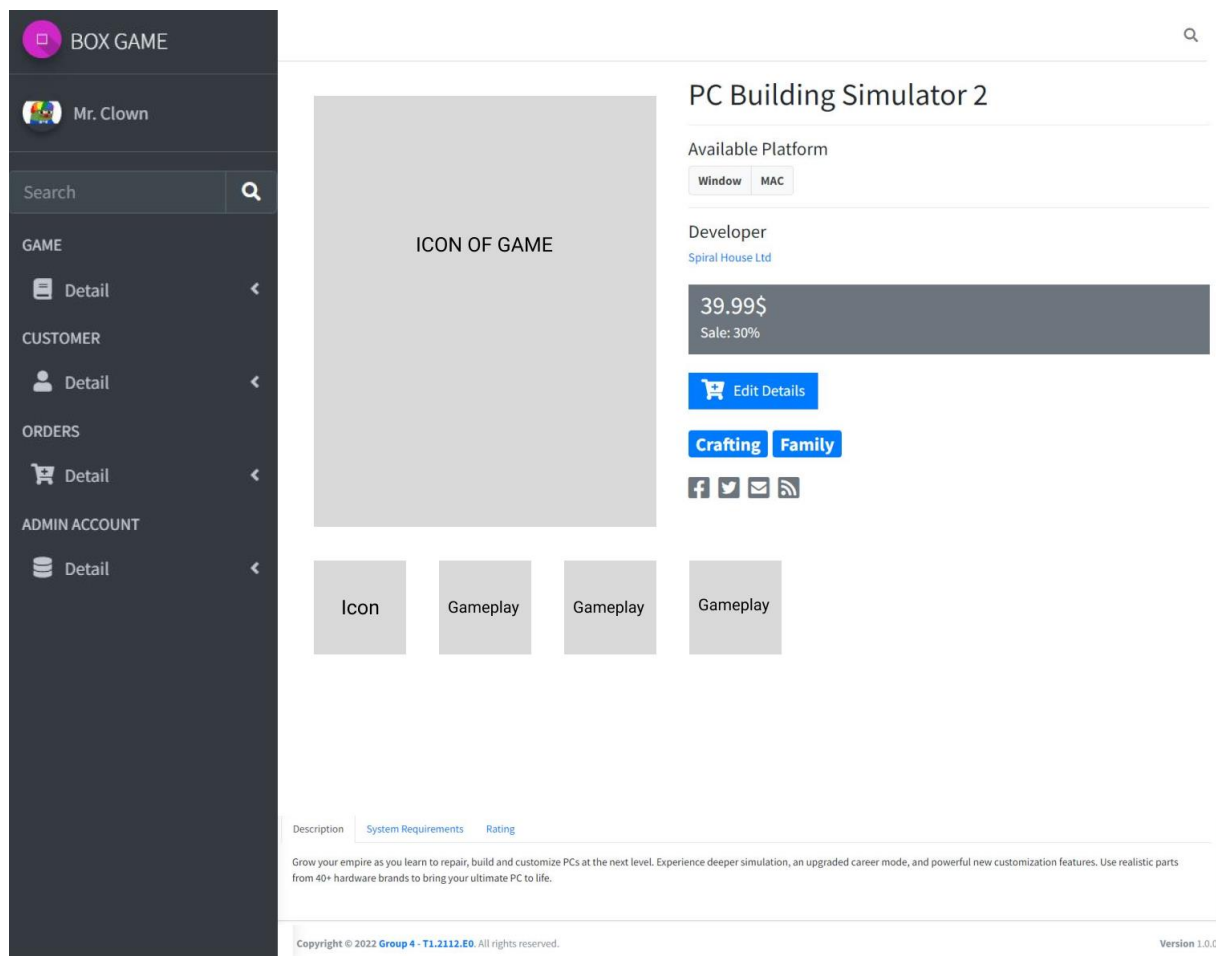 BOX GAME
Mr. Clown
Search
GAME
Detail
CUSTOMER
Detail
ORDERS
Detail
ADMIN ACCOUNT
Detail
ICON OF GAME
Icon
Gameplay
Gameplay
Gameplay
PC Building Simulator 2
Available Platform
Window MAC
Developer
Spiral House Ltd
39.99$
Sale: 30%
Edit Details
Crafting Family
Description System Requirements Rating
Grow your empire as you learn to repair, build and customize PCs at the next level. Experience deeper simulation, an upgraded career mode, and powerful new customization features. Use realistic parts
from 40+ hardware brands to bring your ultimate PC to life.
Copyright © 2022 Group 4 - T1.2112.E0. All rights reserved.
Version 1.0.0